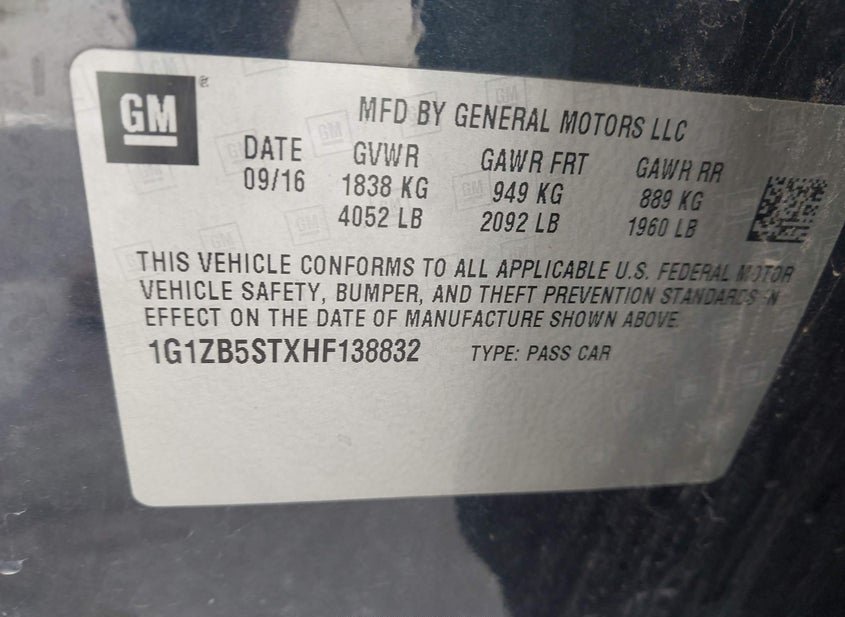 GM
MFD BY GENERAL MOTORS LLC
DATE GVWR GAWR FRT GAWR RR
09/16 1838 KG 949 KG 889 KG
4052 LB 2092 LB 1960 LB
THIS VEHICLE CONFORMS TO ALL APPLICABLE U.S. FEDERAL MOTOR
VEHICLE SAFETY, BUMPER, AND THEFT PREVENTION STANDARDS IN
EFFECT ON THE DATE OF MANUFACTURE SHOWN ABOVE.
1G1ZB5STXHF138832 TYPE: PASS CAR